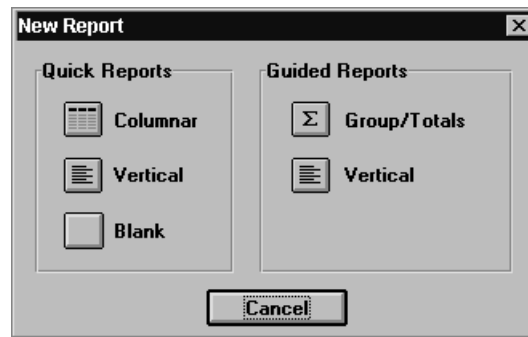 New Report
Quick Reports
Columnar
Vertical
Blank
Guided Reports
Σ Group/Totals
Vertical
Cancel